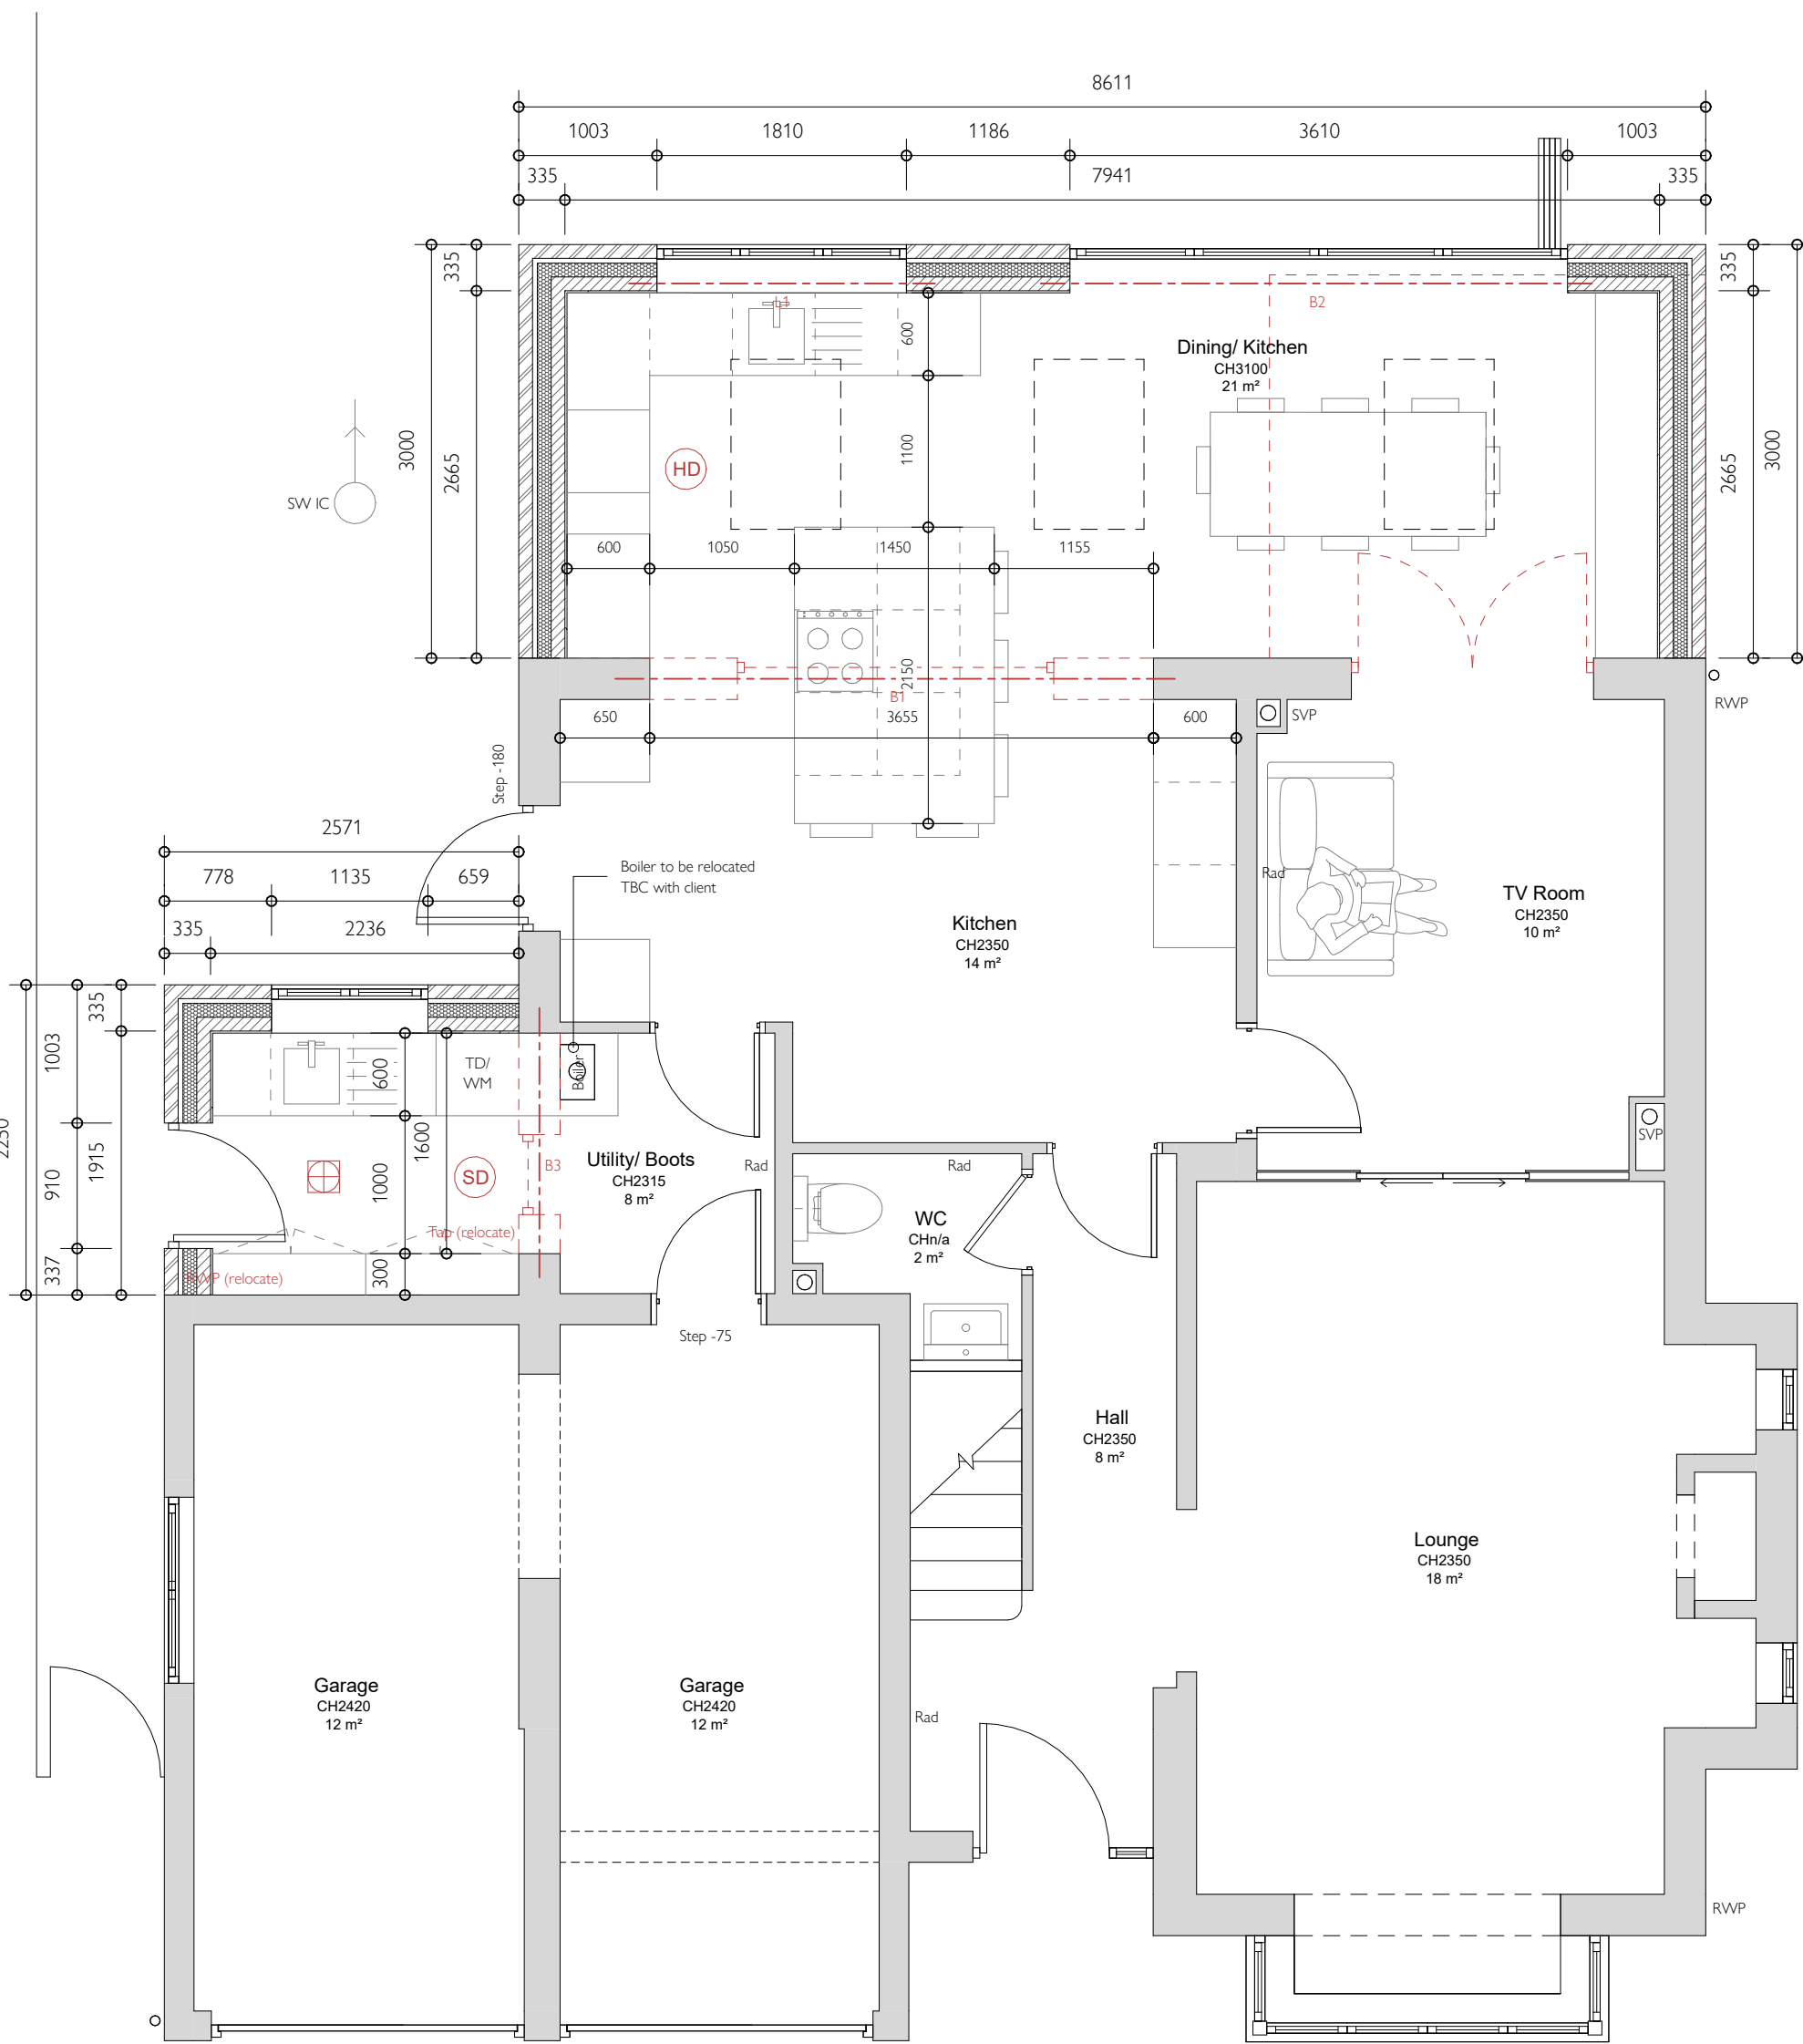 8611
1003 1810 1186 3610 1003
335 7941 335
335
3000
2665
335
2665
3000
L1
B2
600
Dining/ Kitchen
CH3100
21 m²
HD
1100
SW IC
600 1050 1450 1155
2150
B1
650 3655 600
SVP
RWP
Step -180
2571
778 1135 659
335 2236
Boiler to be relocated
TBC with client
Rad
Kitchen
CH2350
14 m²
TV Room
CH2350
10 m²
335
1003
2250
910
1915
337
600
1600
1000
300
TD/
WM
Boiler
SD
B3
Utility/ Boots
CH2315
8 m²
Rad
Rad
SVP
Tap (relocate)
RWP (relocate)
WC
CHn/a
2 m²
Step -75
Hall
CH2350
8 m²
Lounge
CH2350
18 m²
Garage
CH2420
12 m²
Garage
CH2420
12 m²
Rad
RWP